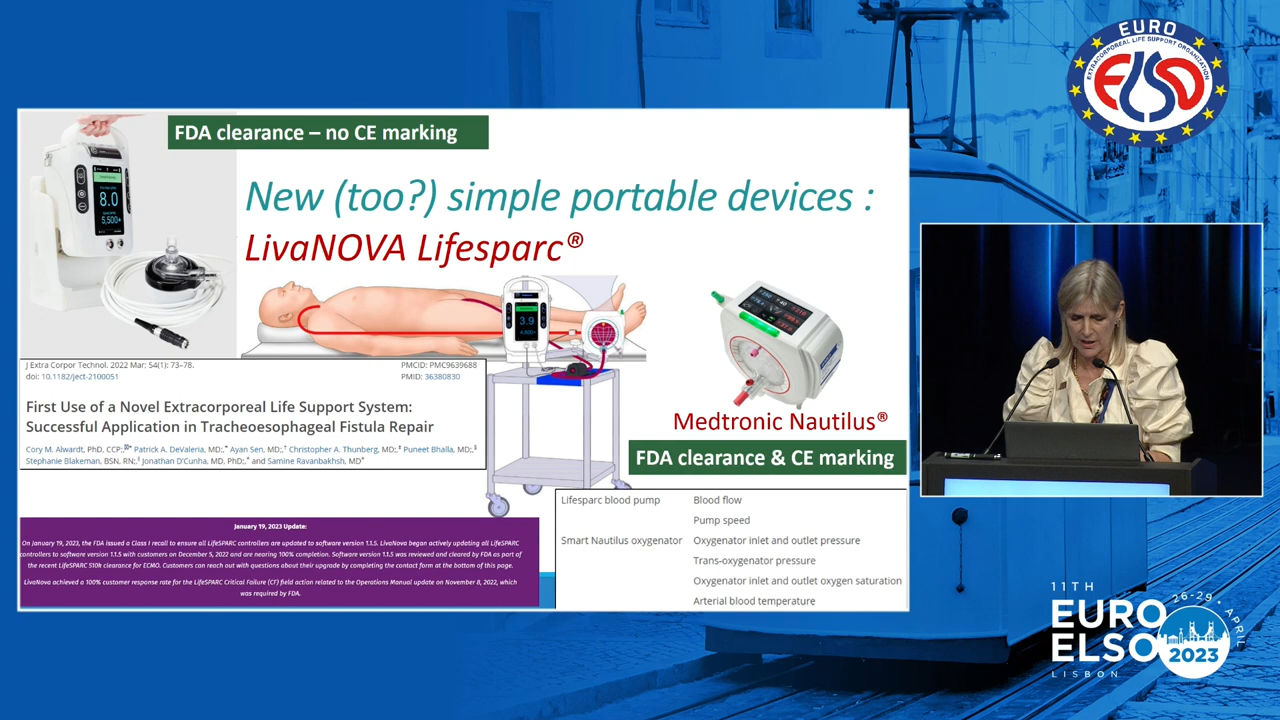 EURO
EXTRACORPOREAL LIFE SUPPORT ORGANIZATION
ELSO
FDA clearance – no CE marking
New (too?) simple portable devices :
LivaNOVA Lifesparc®
8.0
5,500
3.9
Medtronic Nautilus®
FDA clearance & CE marking
J Extra Corpor Technol. 2022 Mar: 54(1): 73–78.
doi: 10.1182/ject-2100051
PMCID: PMC9639688
PMID: 36380830
First Use of a Novel Extracorporeal Life Support System:
Successful Application in Tracheoesophageal Fistula Repair
Cory M. Alwardt, PhD, CCP;* Patrick A. DeValeria, MD;* Ayan Sen, MD;† Christopher A. Thunberg, MD;‡ Puneet Bhalla, MD;‡
Stephanie Blakeman, BSN, RN;§ Jonathan D'Cunha, MD, PhD;* and Samine Ravanbakhsh, MD*
January 19, 2023 Update:
On January 19, 2023, the FDA issued a Class I recall to ensure all LifeSPARC controllers are updated to software version 1.1.5. LivaNova began actively updating all LifeSPARC
controllers to software version 1.1.5 with customers on December 5, 2022 and are nearing 100% completion. Software version 1.1.5 was reviewed and cleared by FDA as part of
the recent LifeSPARC 510k clearance for ECMO. Customers can reach out with questions about their upgrade by completing the contact form at the bottom of this page.
LivaNova achieved a 100% customer response rate for the LifeSPARC Critical Failure (CF) field action related to the Operations Manual update on November 8, 2022, which
was required by FDA.
Lifesparc blood pump Blood flow
Pump speed
Smart Nautilus oxygenator Oxygenator inlet and outlet pressure
Trans-oxygenator pressure
Oxygenator inlet and outlet oxygen saturation
Arterial blood temperature
11TH
EURO
ELSO
LISBON
26-29 • APRIL
2023